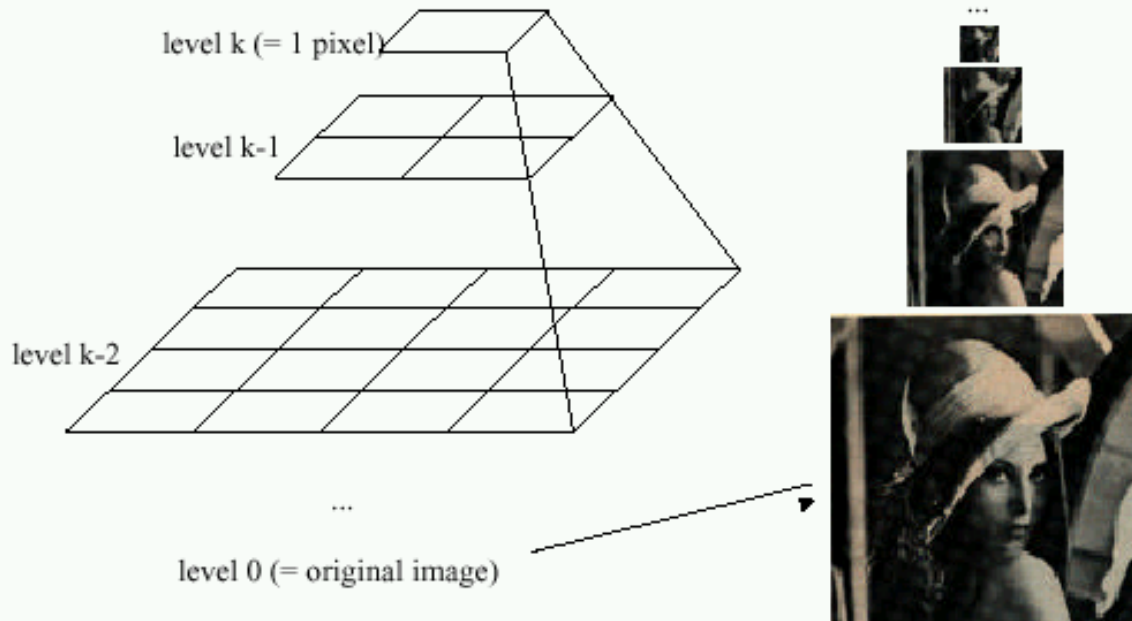 ...
level k (= 1 pixel)
level k-1
level k-2
...
level 0 (= original image)